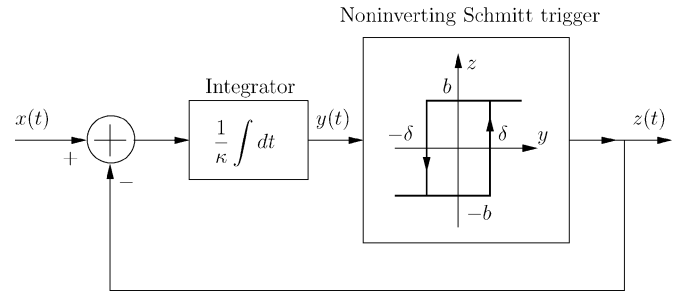 Noninverting Schmitt trigger
Integrator
x(t)
+
−
1/κ ∫ dt
y(t)
z
b
−δ
δ
y
−b
z(t)